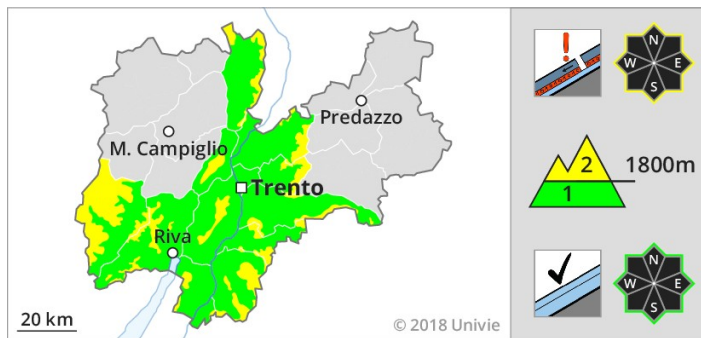 Predazzo
M. Campiglio
Trento
Riva
20 km
© 2018 Univie
!
N
W E
S
2 1800m
1
N
W E
S